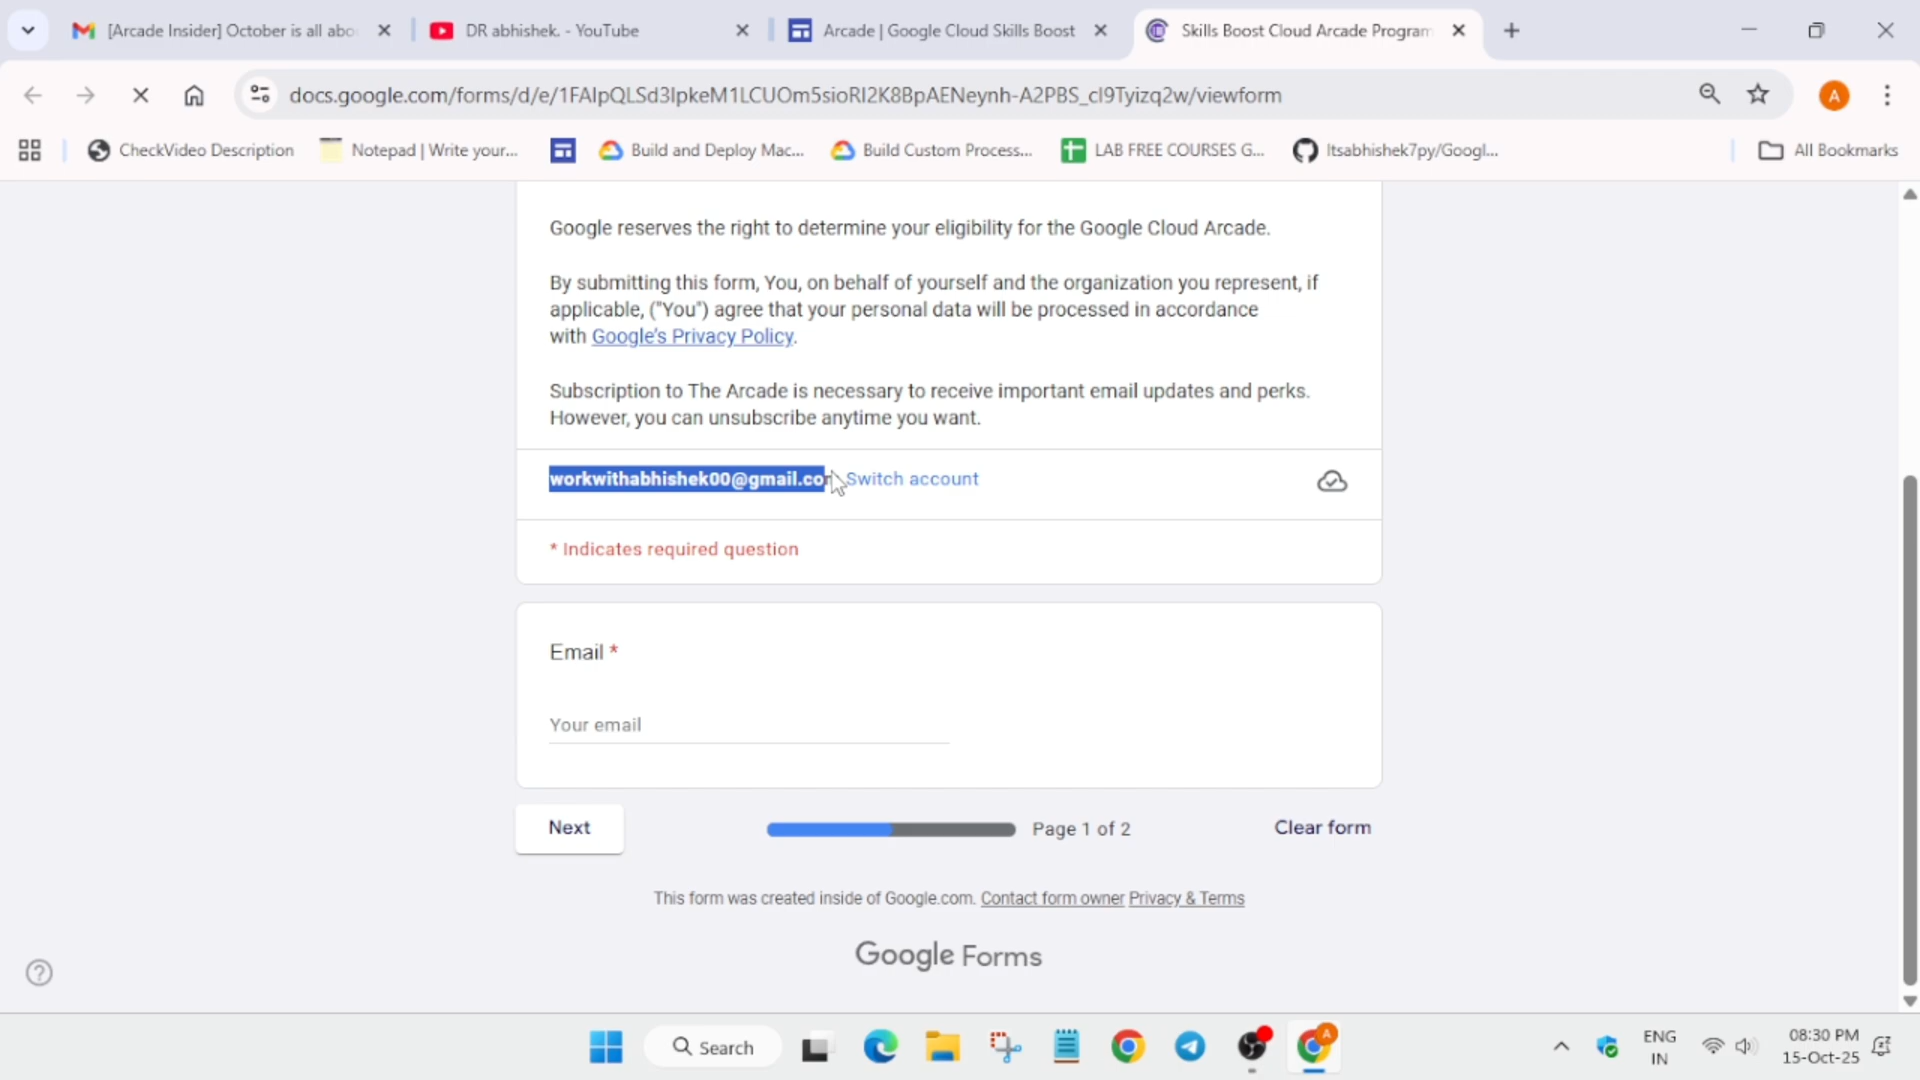 [Arcade Insider] October is all abo
DR abhishek. - YouTube
Arcade | Google Cloud Skills Boost
Skills Boost Cloud Arcade Program
docs.google.com/forms/d/e/1FAIpQLSd3IpkeM1LCUOm5sioRI2K8BpAENeynh-A2PBS_cI9Tyizq2w/viewform
A
CheckVideo Description
Notepad | Write your...
Build and Deploy Mac...
Build Custom Process...
LAB FREE COURSES G...
Itsabhishek7py/Googl...
All Bookmarks
Google reserves the right to determine your eligibility for the Google Cloud Arcade.
By submitting this form, You, on behalf of yourself and the organization you represent, if
applicable, ("You") agree that your personal data will be processed in accordance
with Google's Privacy Policy.
Subscription to The Arcade is necessary to receive important email updates and perks.
However, you can unsubscribe anytime you want.
workwithabhishek00@gmail.com Switch account
* Indicates required question
Email *
Your email
Next
Page 1 of 2
Clear form
This form was created inside of Google.com. Contact form owner Privacy & Terms
Google Forms
Search
A
ENG
IN
08:30 PM
15-Oct-25